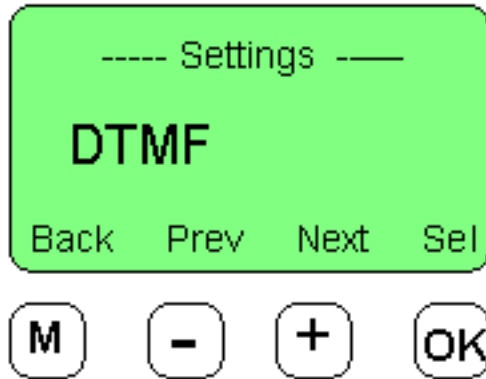 ----- Settings -----
DTMF
Back Prev Next Sel
M - + OK